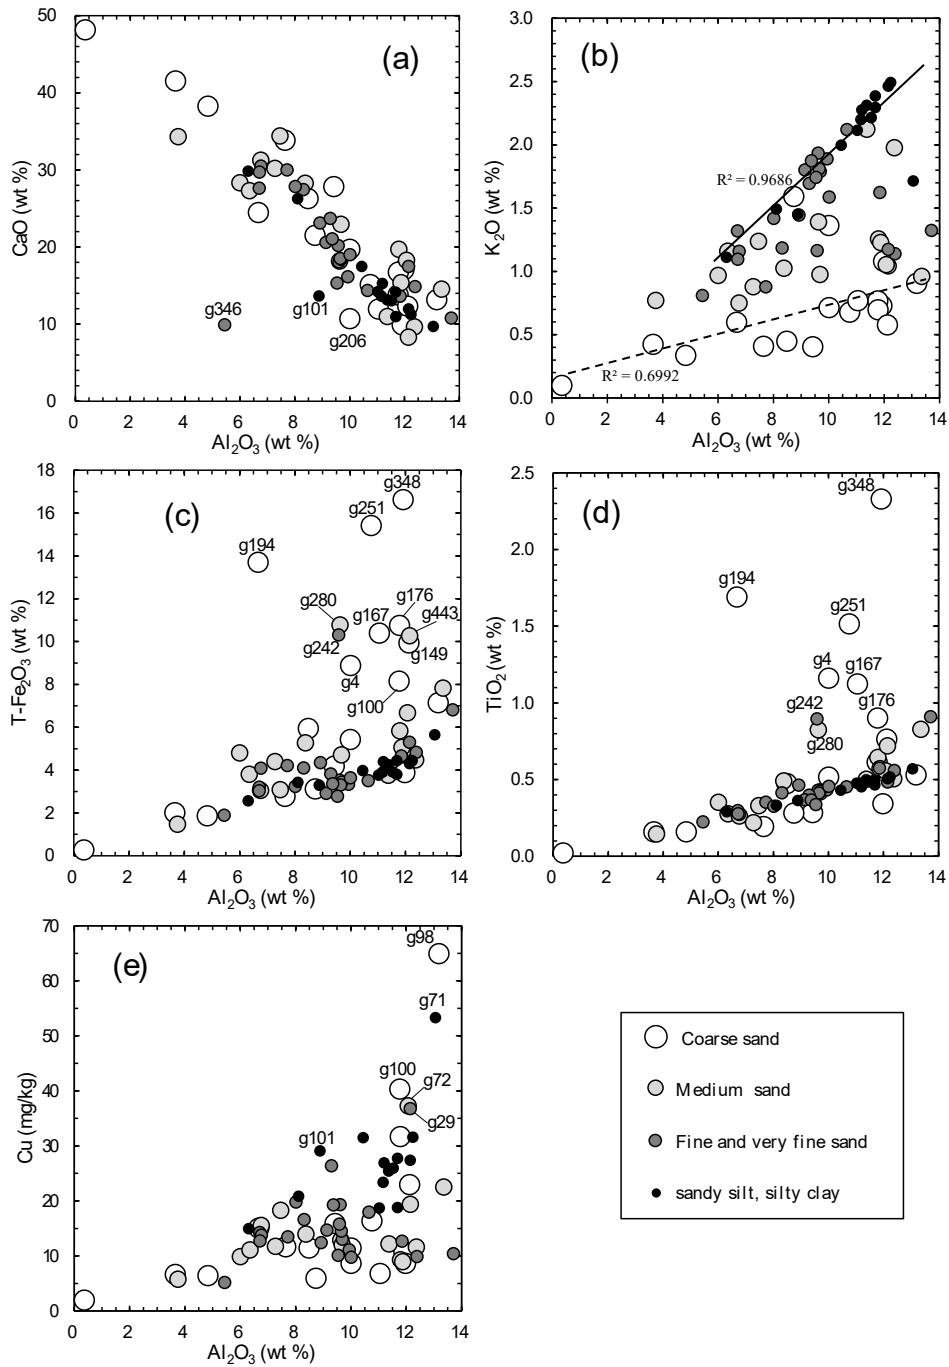 (a)
CaO (wt %)
50
40
30
20
10
0
g346
g101
g206
0 2 4 6 8 10 12 14
Al₂O₃ (wt %)
(b)
K₂O (wt %)
3.0
2.5
2.0
1.5
1.0
0.5
0.0
R² = 0.9686
R² = 0.6992
0 2 4 6 8 10 12 14
Al₂O₃ (wt %)
(c)
T-Fe₂O₃ (wt %)
18
16
14
12
10
8
6
4
2
0
g348
g251
g194
g280
g176
g167
g443
g242
g149
g4
g100
0 2 4 6 8 10 12 14
Al₂O₃ (wt %)
(d)
TiO₂ (wt %)
2.5
2.0
1.5
1.0
0.5
0.0
g348
g194
g251
g4
g167
g242
g176
g280
0 2 4 6 8 10 12 14
Al₂O₃ (wt %)
(e)
Cu (mg/kg)
70
60
50
40
30
20
10
0
g98
g71
g100
g72
g29
g101
0 2 4 6 8 10 12 14
Al₂O₃ (wt %)
Coarse sand
Medium sand
Fine and very fine sand
sandy silt, silty clay